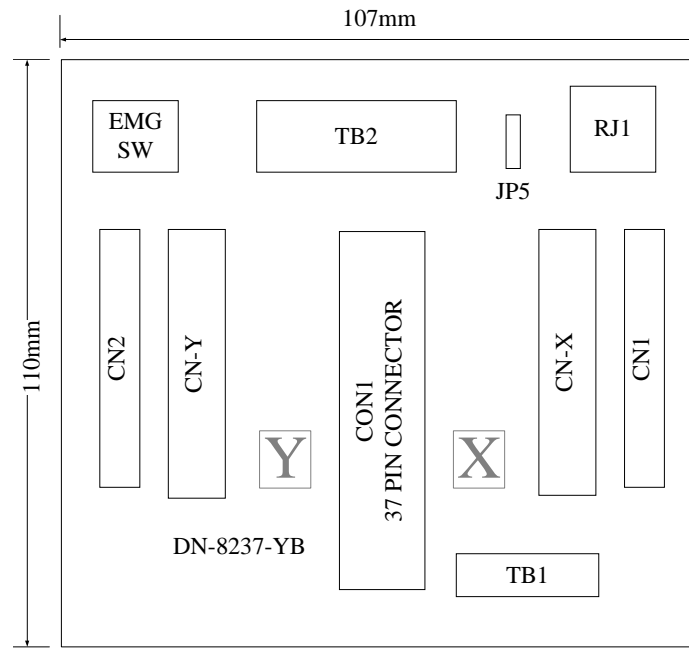 107mm
EMG
SW
TB2
RJ1
JP5
110mm
CN2
CN-Y
CON1
37 PIN CONNECTOR
CN-X
CN1
Y
X
DN-8237-YB
TB1